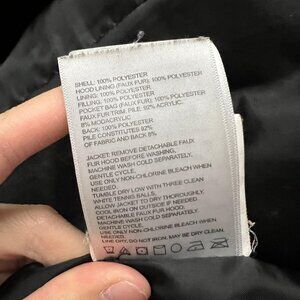 SHELL: 100% POLYESTER
HOOD LINING (FAUX FUR): 100% POLYESTER
LINING: 100% POLYESTER
FILLING: 100% POLYESTER
POCKET BAG (FAUX FUR): 100% POLYESTER
FAUX FUR TRIM: PILE: 92% ACRYLIC,
8% MODACRYLIC
BACK: 100% POLYESTER
PILE CONSTITUTES 92%
OF FABRIC AND 8%
JACKET: REMOVE DETACHABLE FAUX
FUR HOOD BEFORE WASHING.
MACHINE WASH COLD SEPARATELY.
GENTLE CYCLE.
USE ONLY NON-CHLORINE BLEACH WHEN
NEEDED.
TUMBLE DRY LOW WITH THREE CLEAN
WHITE TENNIS BALLS.
ALLOW JACKET TO DRY THOROUGHLY.
COOL IRON ON OUTSIDE IF NEEDED.
DETACHABLE FAUX FUR HOOD:
MACHINE WASH COLD SEPARATELY.
GENTLE CYCLE.
USE ONLY NON-CHLORINE BLEACH WHEN
NEEDED.
LINE DRY. DO NOT IRON. MAY BE DRY